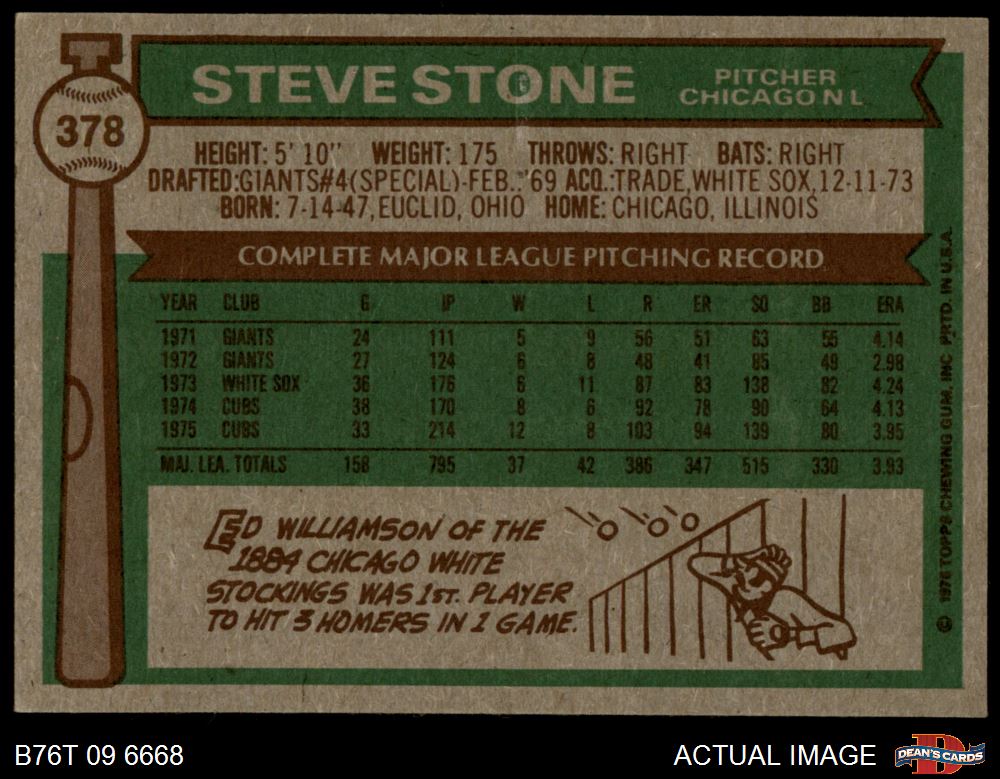 STEVE STONE
PITCHER
CHICAGO N L
378
HEIGHT: 5' 10" WEIGHT: 175 THROWS: RIGHT BATS: RIGHT
DRAFTED:GIANTS#4(SPECIAL)-FEB.. '69 ACQ.:TRADE,WHITE SOX,12-11-73
BORN: 7-14-47, EUCLID, OHIO HOME: CHICAGO, ILLINOIS
COMPLETE MAJOR LEAGUE PITCHING RECORD
YEAR CLUB G IP W L R ER SO BB ERA
1971 GIANTS 24 111 5 9 56 51 63 55 4.14
1972 GIANTS 27 124 6 8 48 41 85 49 2.98
1973 WHITE SOX 36 176 6 11 87 83 138 82 4.24
1974 CUBS 38 170 8 6 92 78 90 64 4.13
1975 CUBS 33 214 12 8 103 94 139 80 3.95
MAJ. LEA. TOTALS 158 795 37 42 386 347 515 330 3.93
ED WILLIAMSON OF THE
1884 CHICAGO WHITE
STOCKINGS WAS 1ST. PLAYER
TO HIT 3 HOMERS IN 1 GAME.
© 1976 TOPPS CHEWING GUM, INC PRTD. IN U.S.A.
B76T 09 6668
ACTUAL IMAGE
DEAN'S CARDS